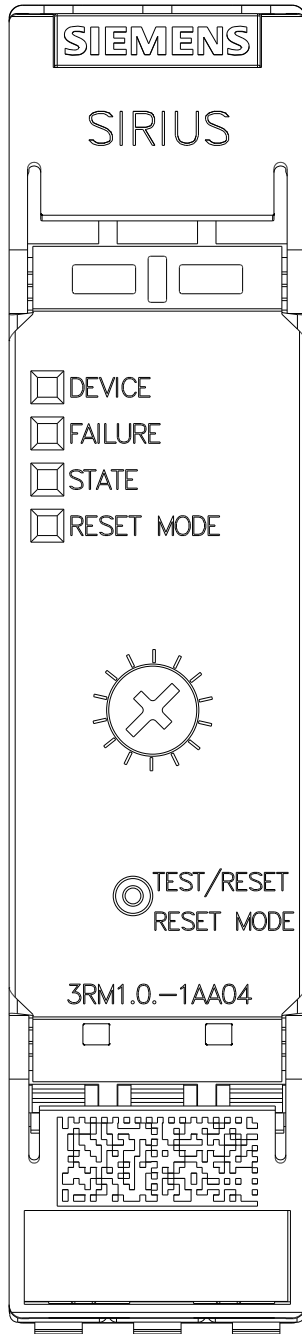 SIEMENS
SIRIUS
DEVICE
FAILURE
STATE
RESET MODE
TEST/RESET
RESET MODE
3RM1.0.-1AA04